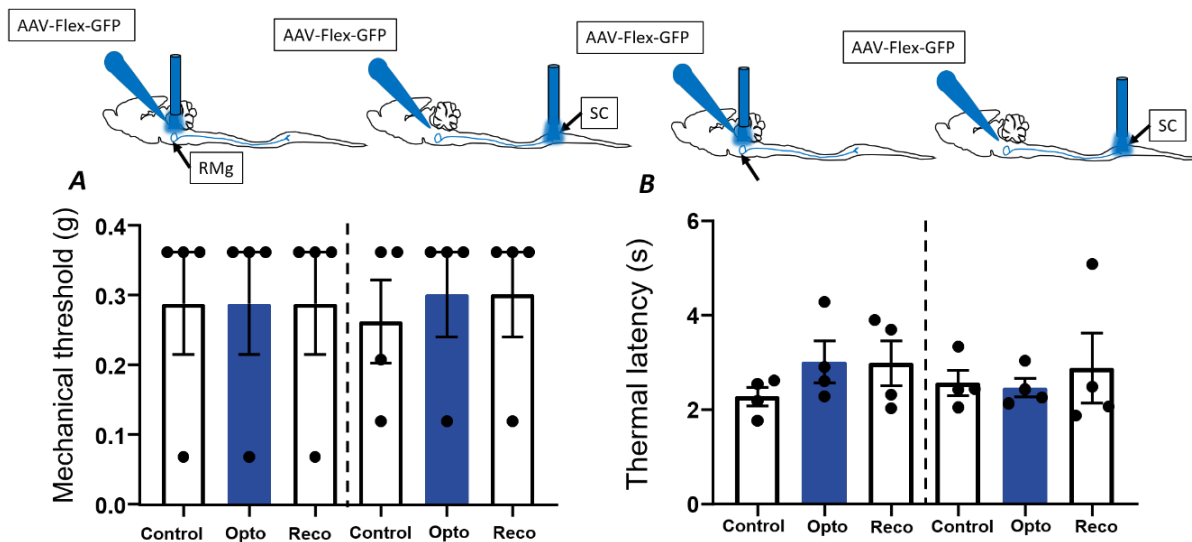 AAV-Flex-GFP
AAV-Flex-GFP
AAV-Flex-GFP
AAV-Flex-GFP
SC
SC
RMg
A
B
Mechanical threshold (g)
0.4
0.3
0.2
0.1
0.0
Control Opto Reco Control Opto Reco
Thermal latency (s)
6
4
2
0
Control Opto Reco Control Opto Reco